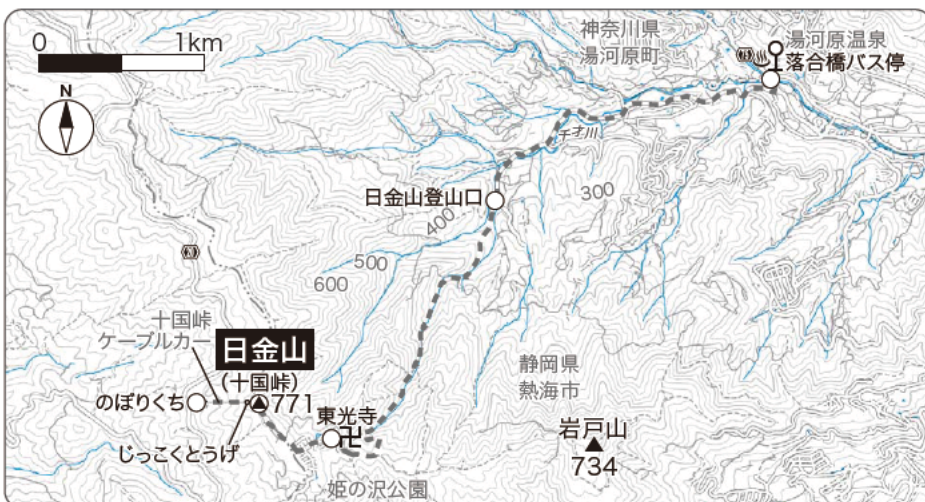 0 1km
N
神奈川県
湯河原町
湯河原温泉
落合橋バス停
千才川
日金山登山口
300
400
500
600
十国峠
ケーブルカー
日金山
(十国峠)
のぼりくち
771
じっこくとうげ
東光寺
静岡県
熱海市
岩戸山
734
姫の沢公園